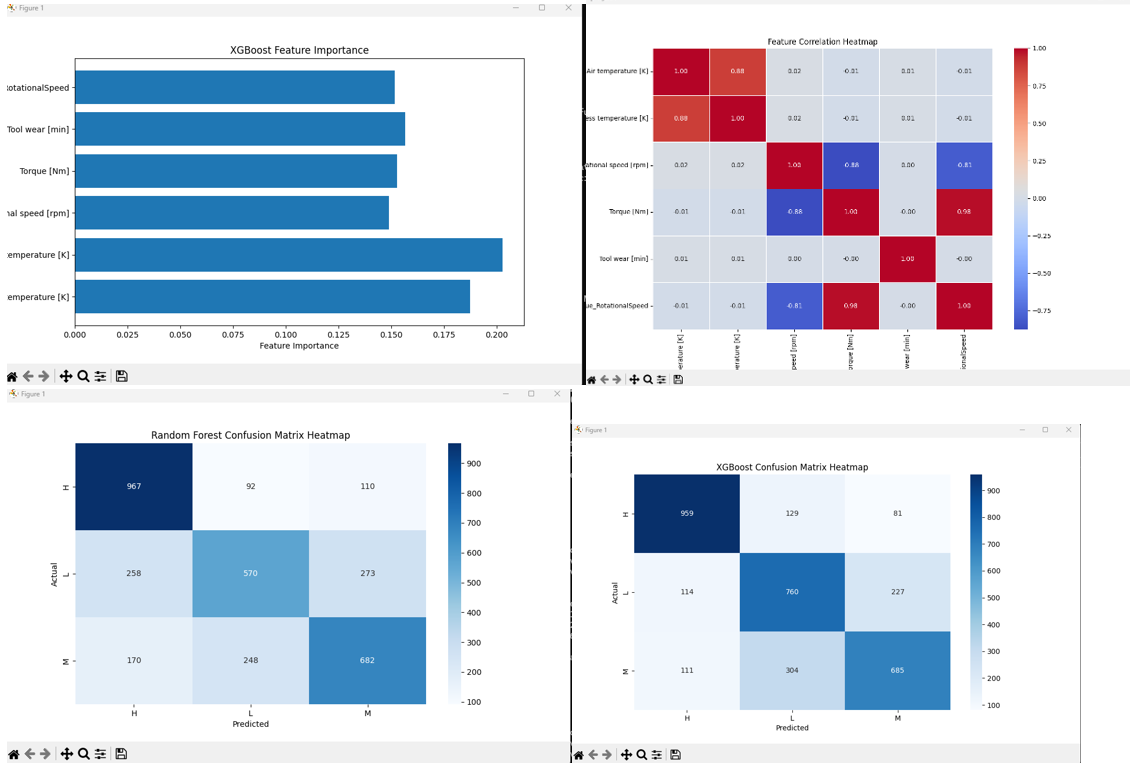 Figure 1
XGBoost Feature Importance
otationalSpeed
Tool wear [min]
Torque [Nm]
nal speed [rpm]
temperature [K]
temperature [K]
0.000 0.025 0.050 0.075 0.100 0.125 0.150 0.175 0.200
Feature Importance
Feature Correlation Heatmap
Air temperature [K]
ess temperature [K]
ational speed [rpm]
Torque [Nm]
Tool wear [min]
ue_RotationalSpeed
1.00 0.88 0.02 -0.01 0.01 -0.01
0.88 1.00 0.02 -0.01 0.01 -0.01
0.02 0.02 1.00 -0.88 0.00 -0.81
-0.01 -0.01 -0.88 1.00 -0.00 0.98
0.01 0.01 0.00 -0.00 1.00 -0.00
-0.01 -0.01 -0.81 0.98 -0.00 1.00
erature [K]
perature [K]
peed [rpm]
orque [Nm]
wear [min]
onalSpeed
1.00
0.75
0.50
0.25
0.00
−0.25
−0.50
−0.75
Figure 1
Random Forest Confusion Matrix Heatmap
Actual
H 967 92 110
L 258 570 273
M 170 248 682
H L M
Predicted
900
800
700
600
500
400
300
200
100
Figure 1
XGBoost Confusion Matrix Heatmap
Actual
H 959 129 81
L 114 760 227
M 111 304 685
H L M
Predicted
900
800
700
600
500
400
300
200
100